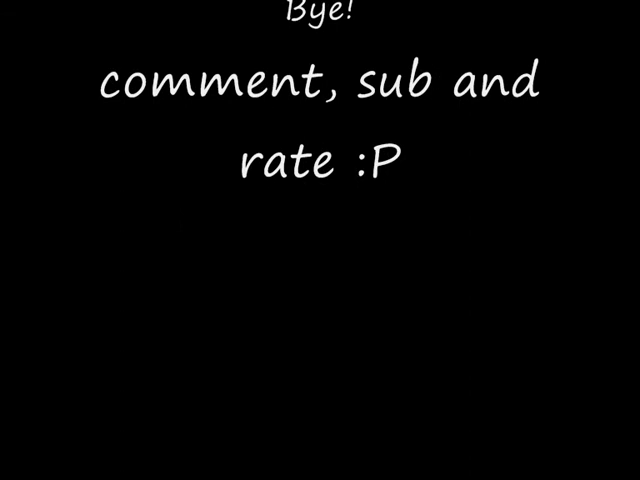 Bye!
comment, sub and
rate :P